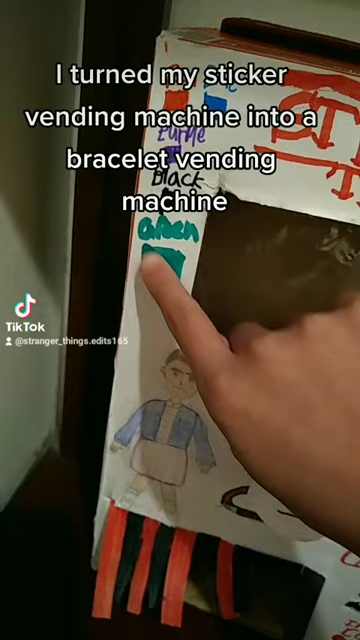 I turned my sticker
vending machine into a
bracelet vending
machine
Purple
Black
Green
TikTok
@stranger_things.edits165